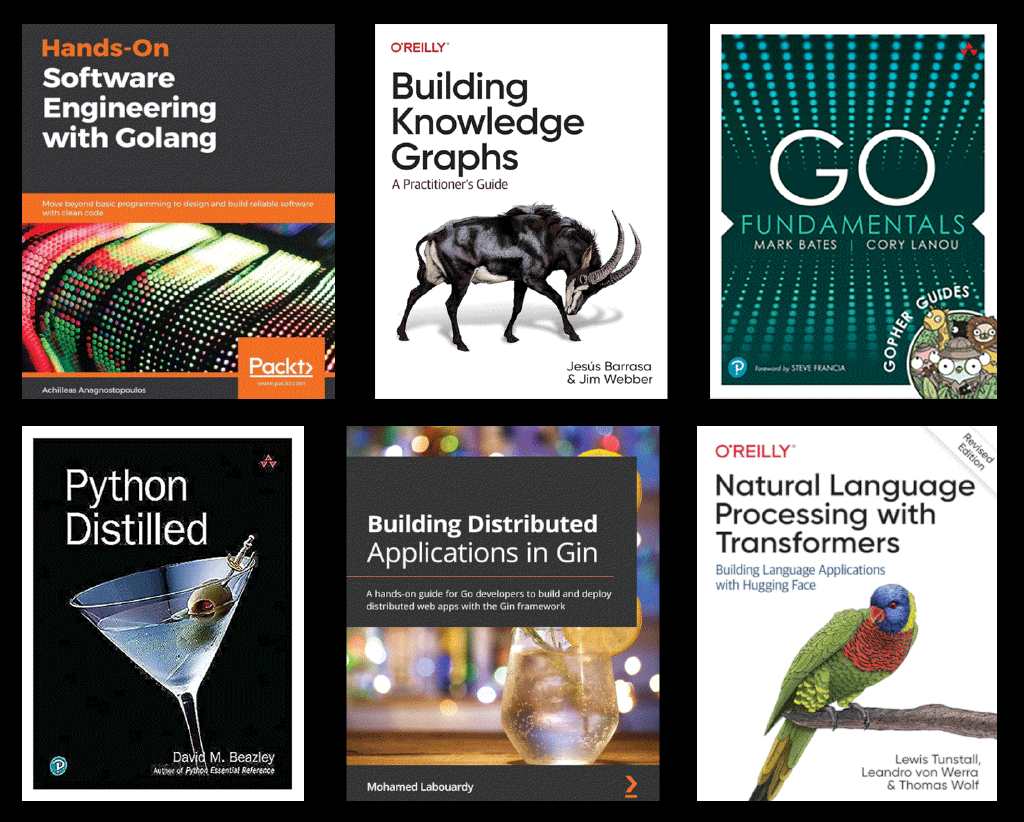 Hands-On
Software
Engineering
with Golang
Move beyond basic programming to design and build reliable software
with clean code
Packt>
www.packt.com
Achilleas Anagnostopoulos
O'REILLY®
Building
Knowledge
Graphs
A Practitioner's Guide
Jesús Barrasa
& Jim Webber
GO
FUNDAMENTALS
MARK BATES | CORY LANOU
GOPHER GUIDES
Foreword by STEVE FRANCIA
Python
Distilled
David M. Beazley
Author of Python Essential Reference
Building Distributed
Applications in Gin
A hands-on guide for Go developers to build and deploy
distributed web apps with the Gin framework
Mohamed Labouardy
O'REILLY®
Revised
Edition
Natural Language
Processing with
Transformers
Building Language Applications
with Hugging Face
Lewis Tunstall,
Leandro von Werra
& Thomas Wolf